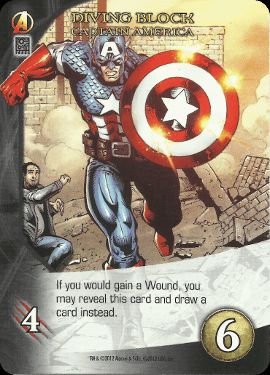 DIVING BLOCK
CAPTAIN AMERICA
If you would gain a Wound, you
may reveal this card and draw a
card instead.
4
6